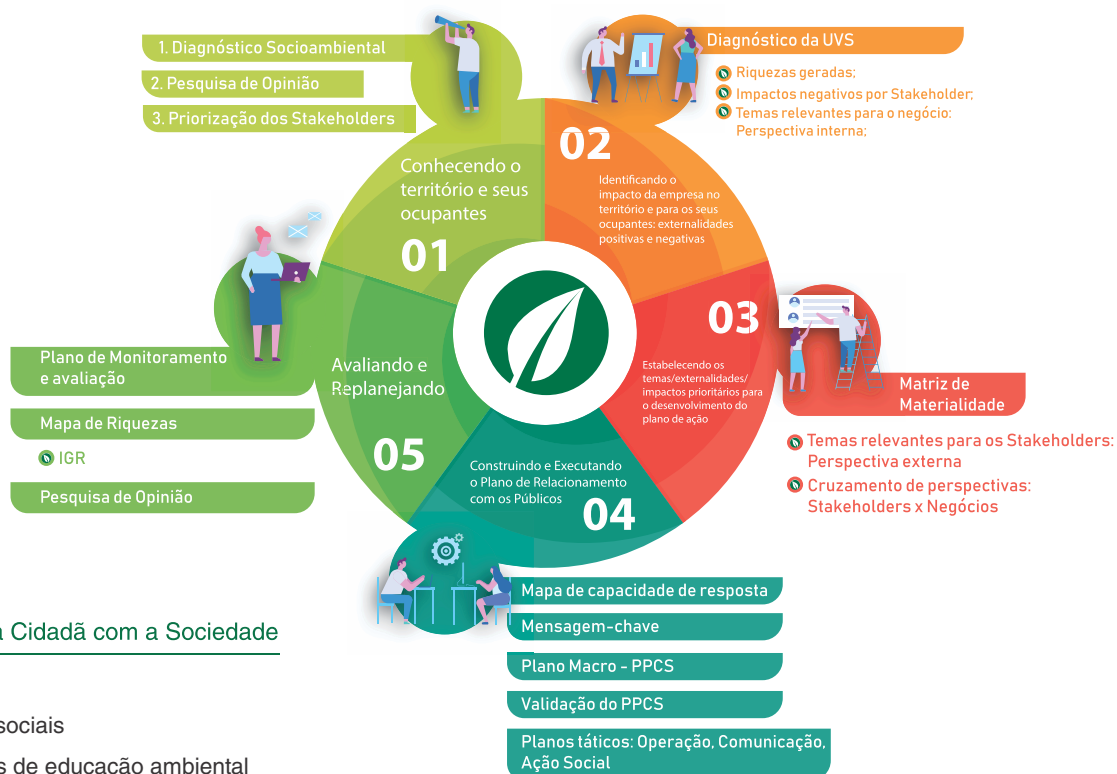 1. Diagnóstico Socioambiental
2. Pesquisa de Opinião
3. Priorização dos Stakeholders
Conhecendo o
território e seus
ocupantes
01
Diagnóstico da UVS
Riquezas geradas;
Impactos negativos por Stakeholder;
Temas relevantes para o negócio:
Perspectiva interna;
02
Identificando o
impacto da empresa no
território e para os seus
ocupantes: externalidades
positivas e negativas
03
Estabelecendo os
temas/externalidades/
impactos prioritários para
o desenvolvimento do
plano de ação
Matriz de
Materialidade
Temas relevantes para os Stakeholders:
Perspectiva externa
Cruzamento de perspectivas:
Stakeholders x Negócios
Construindo e Executando
o Plano de Relacionamento
com os Públicos
04
Mapa de capacidade de resposta
Mensagem-chave
Plano Macro - PPCS
Validação do PPCS
Planos táticos: Operação, Comunicação,
Ação Social
Avaliando e
Replanejando
05
Plano de Monitoramento
e avaliação
Mapa de Riquezas
IGR
Pesquisa de Opinião
a Cidadã com a Sociedade
sociais
s de educação ambiental